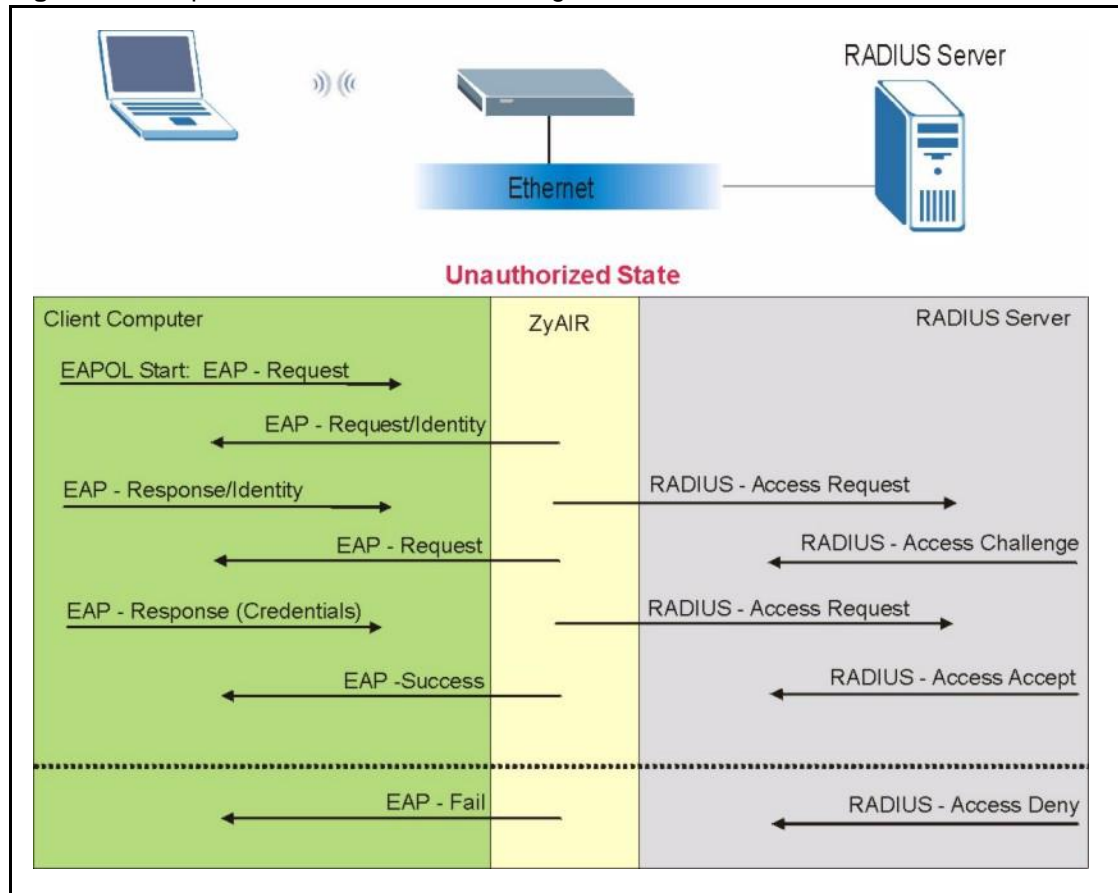 RADIUS Server
Ethernet
Unauthorized State
Client Computer
ZyAIR
RADIUS Server
EAPOL Start: EAP - Request
EAP - Request/Identity
EAP - Response/Identity
RADIUS - Access Request
EAP - Request
RADIUS - Access Challenge
EAP - Response (Credentials)
RADIUS - Access Request
EAP -Success
RADIUS - Access Accept
EAP - Fail
RADIUS - Access Deny